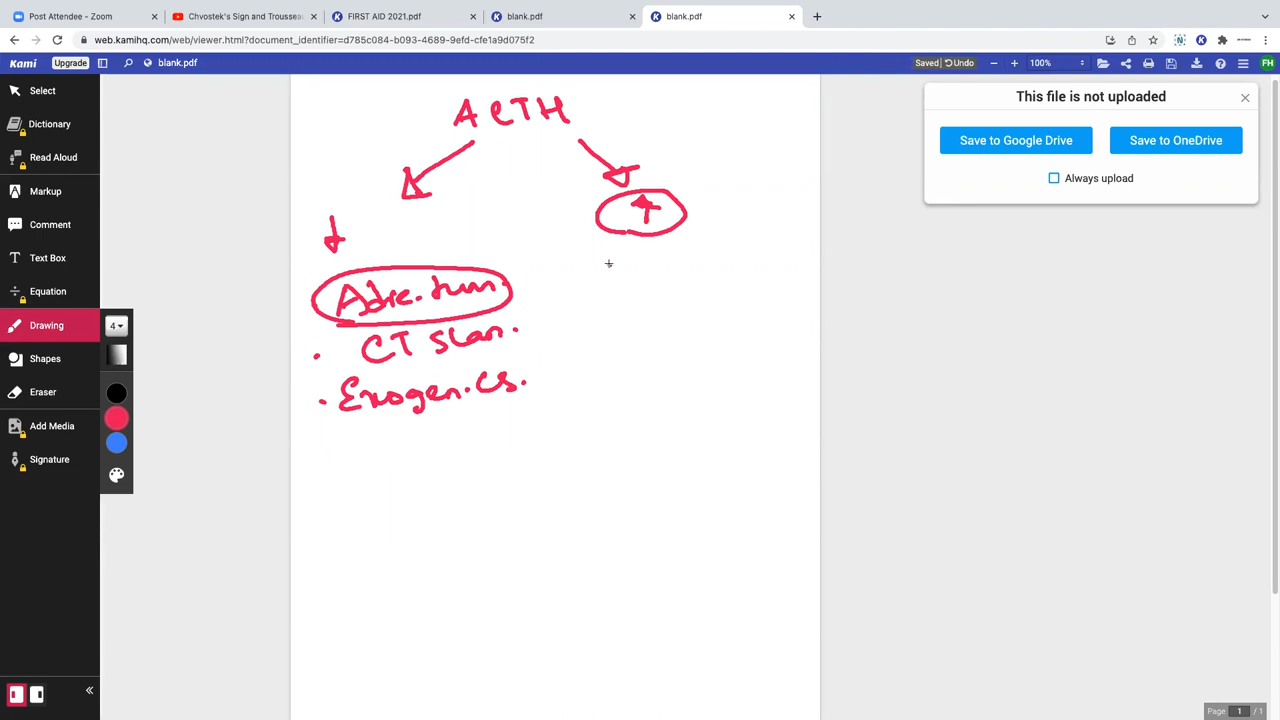 Post Attendee - Zoom
Chvostek's Sign and Trousseau
FIRST AID 2021.pdf
blank.pdf
blank.pdf
web.kamihq.com/web/viewer.html?document_identifier=d785c084-b093-4689-9efd-cfe1a9d075f2
Kami
Upgrade
blank.pdf
Saved
Undo
100%
FH
Select
Dictionary
Read Aloud
Markup
Comment
Text Box
Equation
Drawing
Shapes
Eraser
Add Media
Signature
4
This file is not uploaded
Save to Google Drive
Save to OneDrive
Always upload
ACTH
Adre. tum
. CT Scan.
. Exogen. Cs.
Page 1 / 1